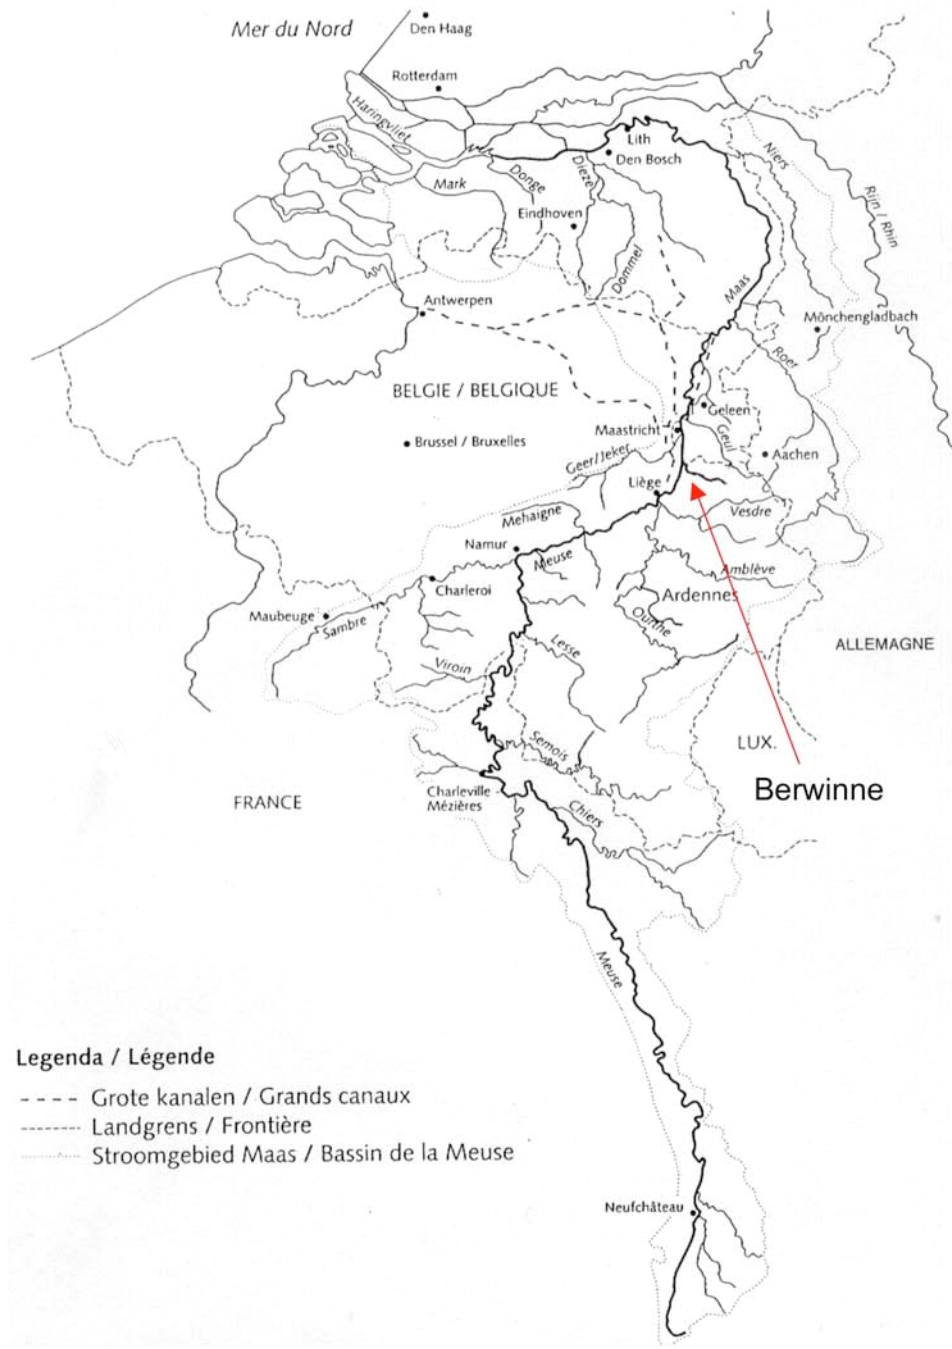 Mer du Nord
Den Haag
Rotterdam
Haringvliet
Lith
Den Bosch
Niers
Mark
Donge
Dieze
Rijn / Rhin
Eindhoven
Dommel
Maas
Antwerpen
Mönchengladbach
Roer
BELGIE / BELGIQUE
Geleen
Maastricht
Geul
Brussel / Bruxelles
Aachen
Geer/Jeker
Liège
Mehaigne
Vesdre
Namur
Meuse
Amblève
Charleroi
Ardennes
Maubeuge
Sambre
Ourthe
ALLEMAGNE
Lesse
Viroin
LUX.
Semois
Berwinne
Charleville
Mézières
FRANCE
Chiers
Meuse
Legenda / Légende
Grote kanalen / Grands canaux
Landgrens / Frontière
Stroomgebied Maas / Bassin de la Meuse
Neufchâteau